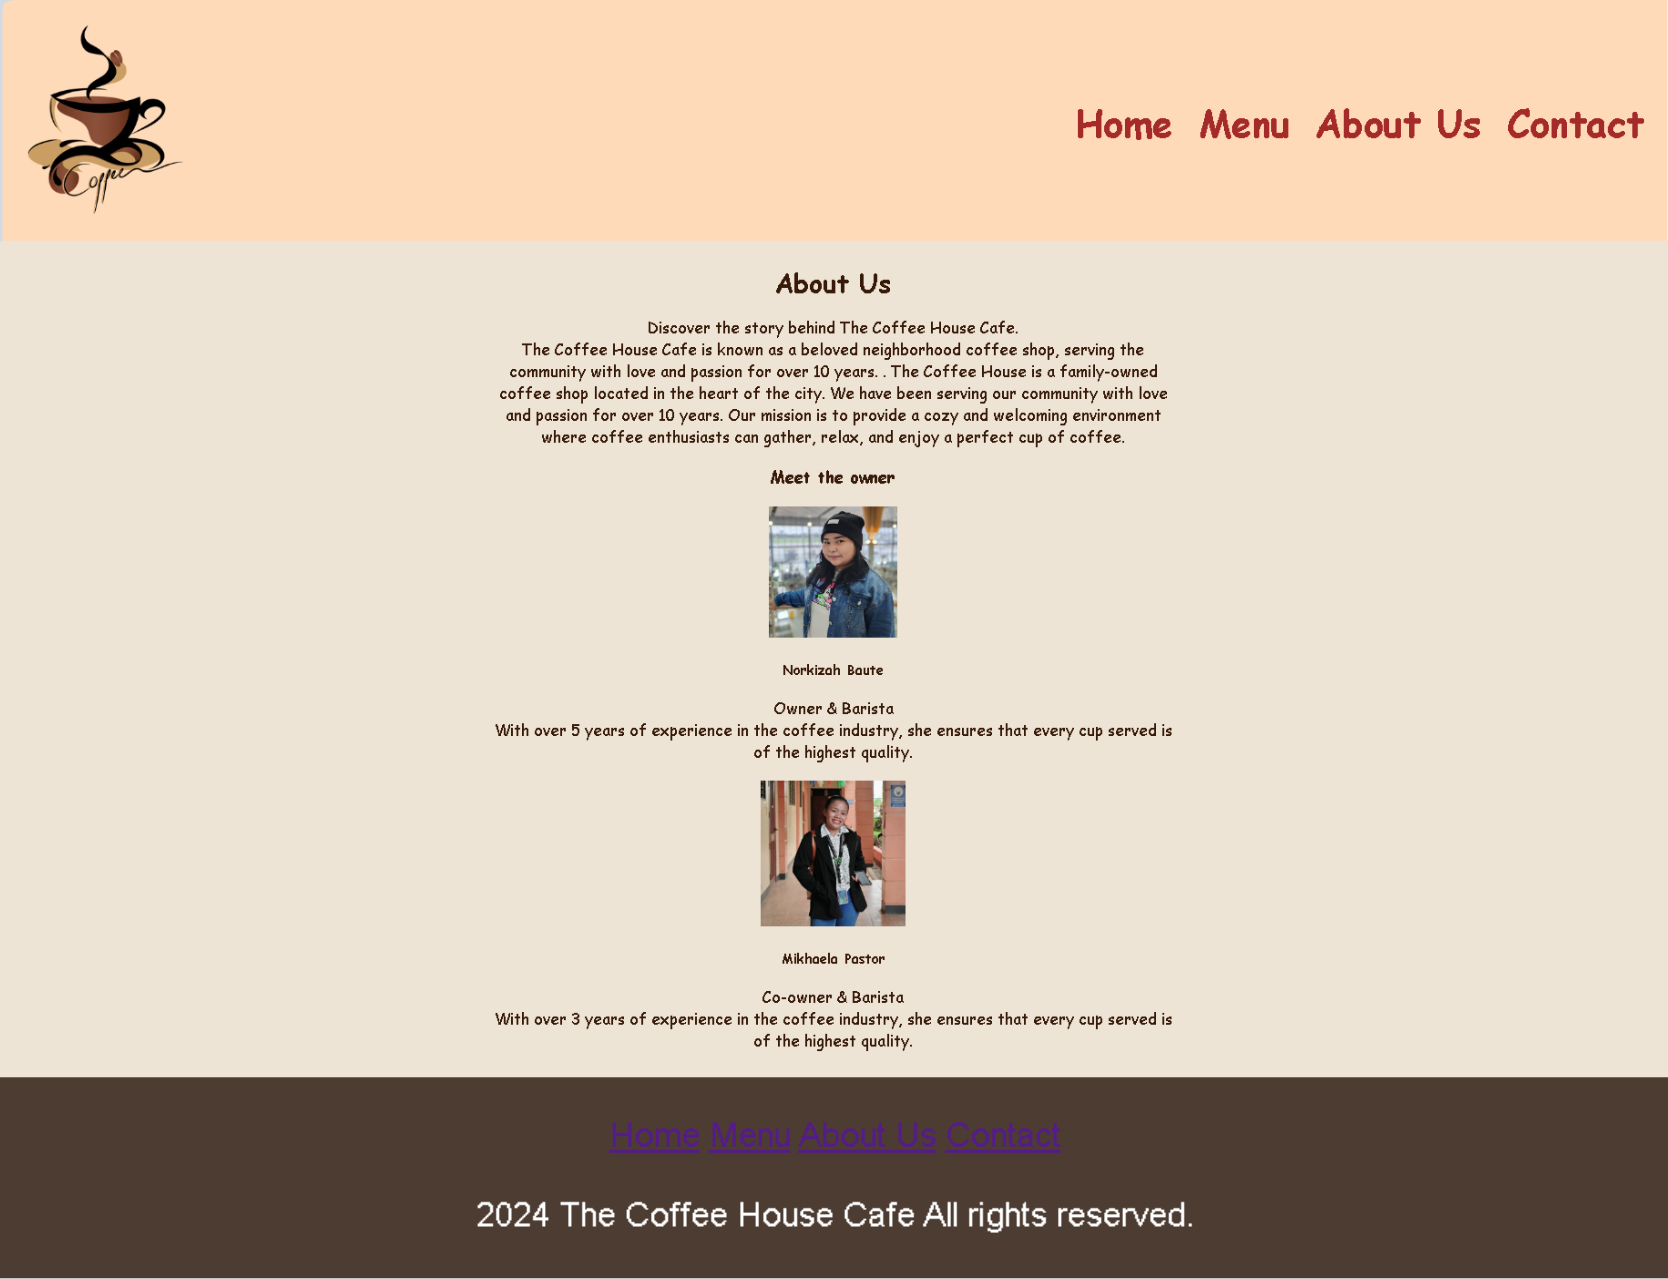 Coffee
Home Menu About Us Contact
About Us
Discover the story behind The Coffee House Cafe.
The Coffee House Cafe is known as a beloved neighborhood coffee shop, serving the
community with love and passion for over 10 years. . The Coffee House is a family-owned
coffee shop located in the heart of the city. We have been serving our community with love
and passion for over 10 years. Our mission is to provide a cozy and welcoming environment
where coffee enthusiasts can gather, relax, and enjoy a perfect cup of coffee.
Meet the owner
Norkizah Baute
Owner & Barista
With over 5 years of experience in the coffee industry, she ensures that every cup served is
of the highest quality.
Mikhaela Pastor
Co-owner & Barista
With over 3 years of experience in the coffee industry, she ensures that every cup served is
of the highest quality.
Home Menu About Us Contact
2024 The Coffee House Cafe All rights reserved.